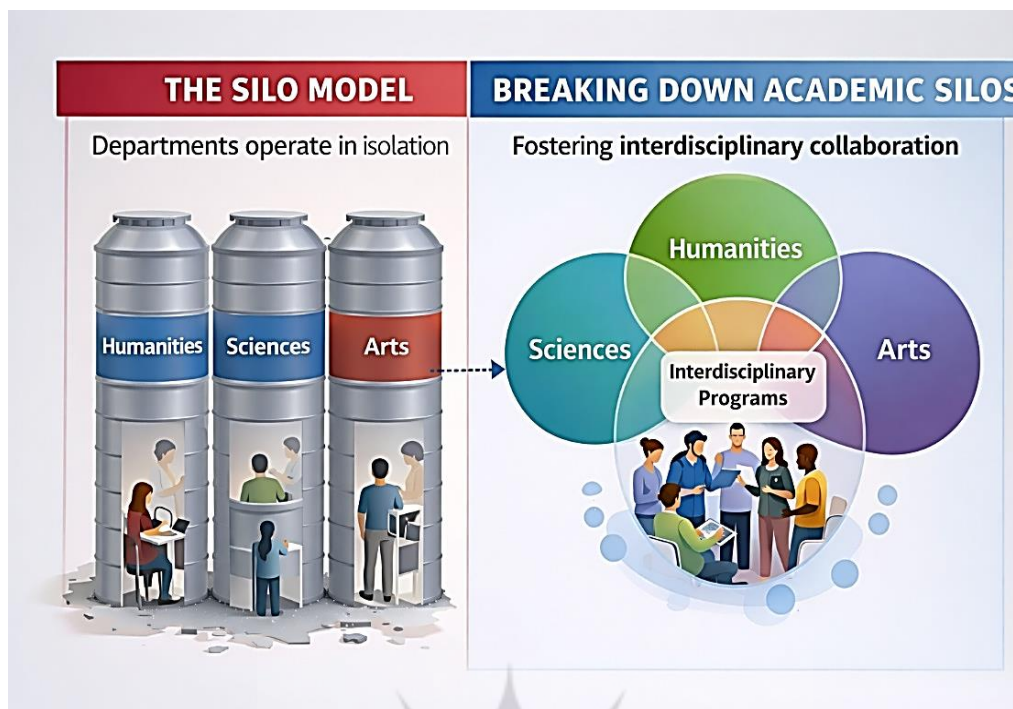 THE SILO MODEL
Departments operate in isolation
Humanities
Sciences
Arts
BREAKING DOWN ACADEMIC SILOS
Fostering interdisciplinary collaboration
Humanities
Sciences
Arts
Interdisciplinary
Programs